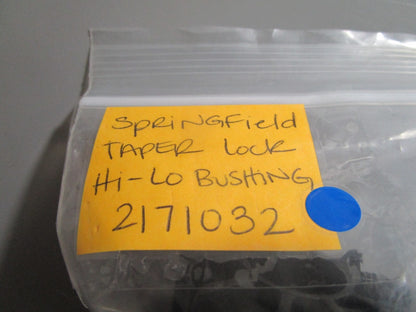 SPRINGField
TAPER LOCK
Hi-LO BUSHING
2171032